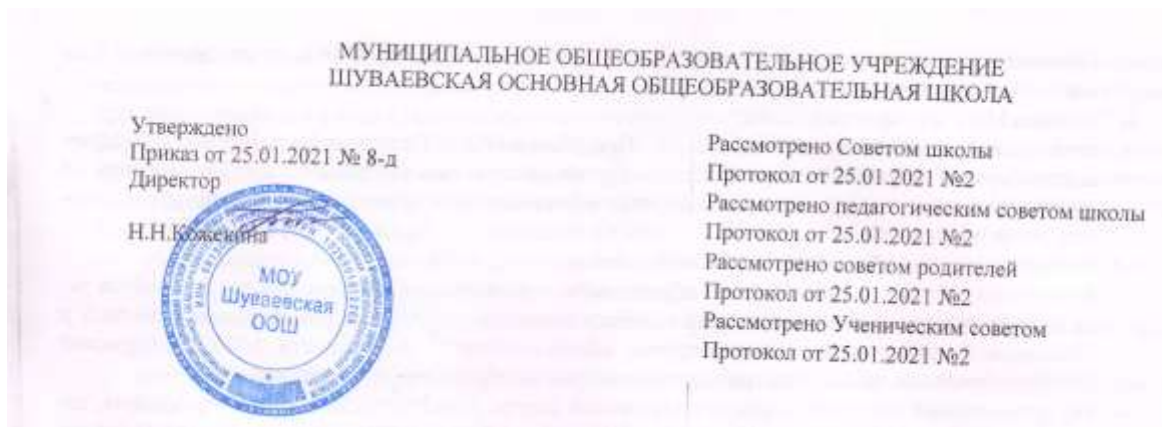 МУНИЦИПАЛЬНОЕ ОБЩЕОБРАЗОВАТЕЛЬНОЕ УЧРЕЖДЕНИЕ
ШУВАЕВСКАЯ ОСНОВНАЯ ОБЩЕОБРАЗОВАТЕЛЬНАЯ ШКОЛА
Утверждено
Приказ от 25.01.2021 № 8-д
Директор
Н.Н.Кожекина
МОУ
Шуваевская
ООШ
Рассмотрено Советом школы
Протокол от 25.01.2021 №2
Рассмотрено педагогическим советом школы
Протокол от 25.01.2021 №2
Рассмотрено советом родителей
Протокол от 25.01.2021 №2
Рассмотрено Ученическим советом
Протокол от 25.01.2021 №2